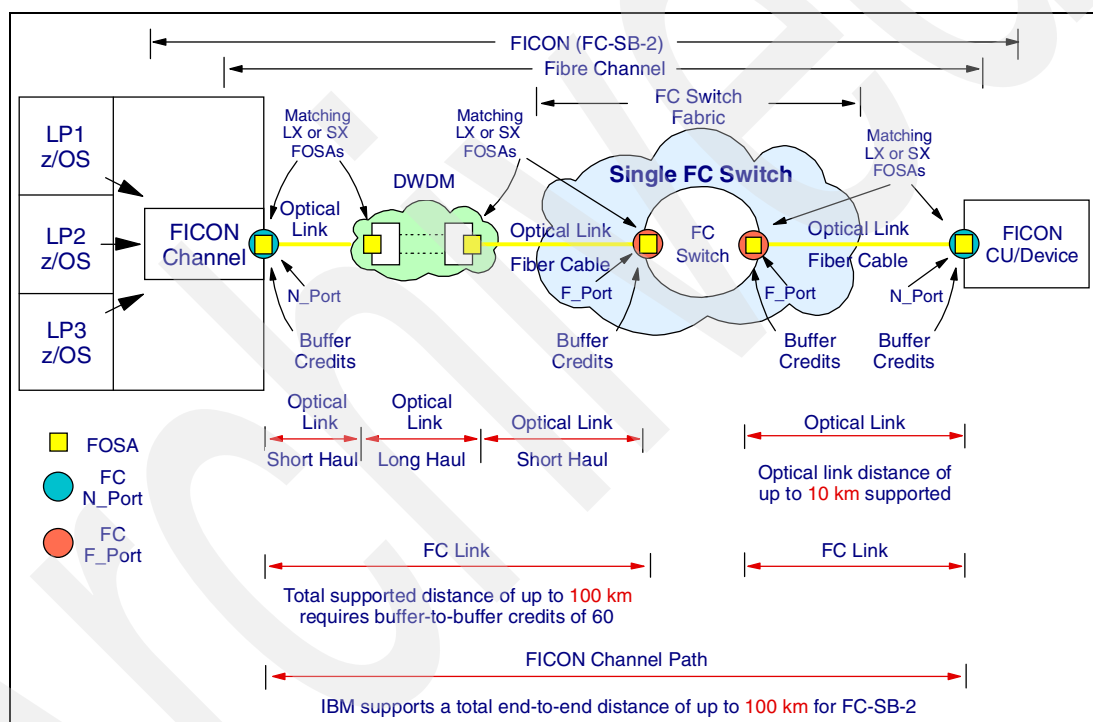 FICON (FC-SB-2)
Fibre Channel
FC Switch
Fabric
LP1
z/OS
LP2
z/OS
LP3
z/OS
FICON
Channel
Matching
LX or SX
FOSAs
Optical
Link
N_Port
Buffer
Credits
DWDM
Matching
LX or SX
FOSAs
Optical Link
Fiber Cable
Single FC Switch
FC
Switch
F_Port
Buffer
Credits
F_Port
Buffer
Credits
Matching
LX or SX
FOSAs
Optical Link
Fiber Cable
N_Port
Buffer
Credits
FICON
CU/Device
Optical
Link
Short Haul
Optical
Link
Long Haul
Optical Link
Short Haul
Optical Link
Optical link distance of
up to 10 km supported
FOSA
FC
N_Port
FC
F_Port
FC Link
FC Link
Total supported distance of up to 100 km
requires buffer-to-buffer credits of 60
FICON Channel Path
IBM supports a total end-to-end distance of up to 100 km for FC-SB-2